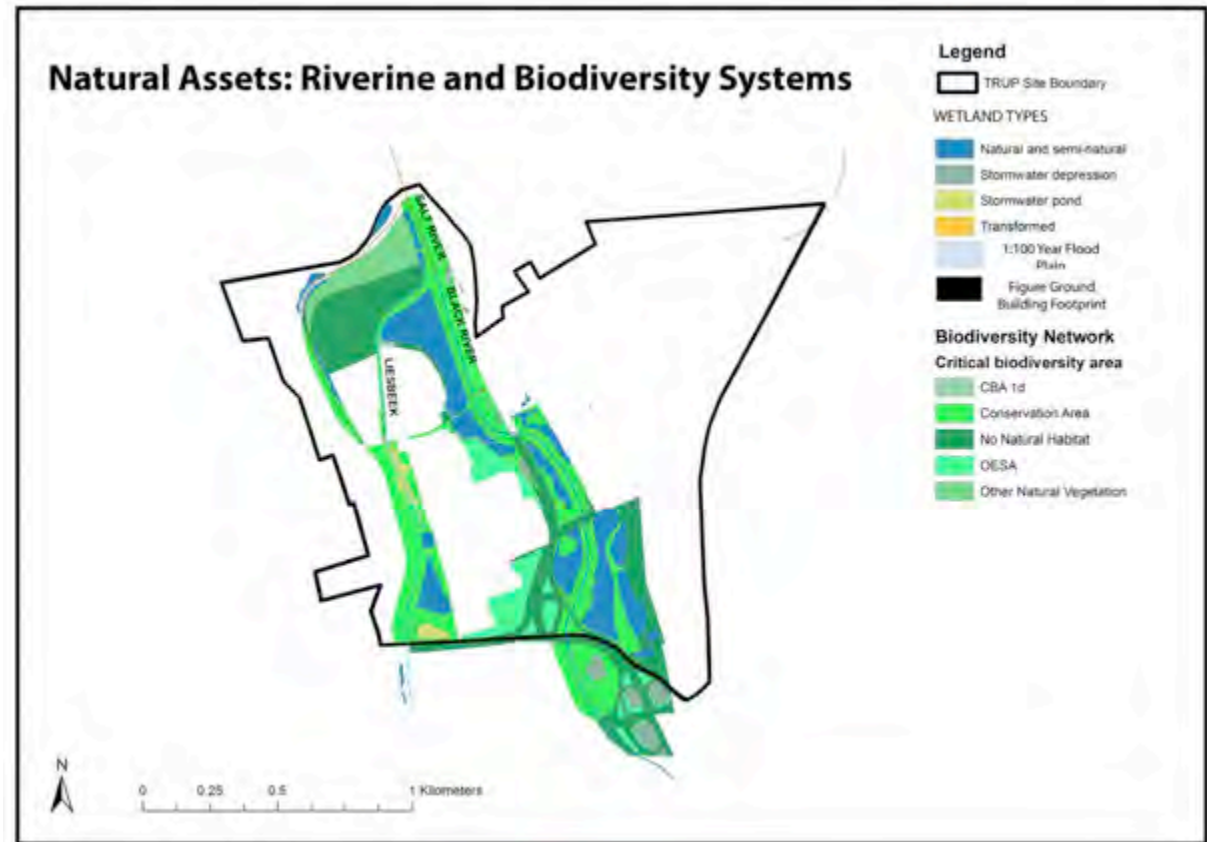 Natural Assets: Riverine and Biodiversity Systems
Legend
TRUP Site Boundary
WETLAND TYPES
Natural and semi-natural
Stormwater depression
Stormwater pond
Transformed
1:100 Year Flood
Plain
Figure Ground
Building Footprint
Biodiversity Network
Critical biodiversity area
CBA 1d
Conservation Area
No Natural Habitat
OESA
Other Natural Vegetation
SALT RIVER
BLACK RIVER
LIESBEEK
N
0 0.25 0.5 1 Kilometers